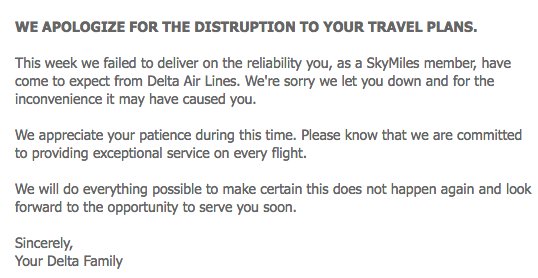 WE APOLOGIZE FOR THE DISTRUPTION TO YOUR TRAVEL PLANS.
This week we failed to deliver on the reliability you, as a SkyMiles member, have
come to expect from Delta Air Lines. We're sorry we let you down and for the
inconvenience it may have caused you.
We appreciate your patience during this time. Please know that we are committed
to providing exceptional service on every flight.
We will do everything possible to make certain this does not happen again and look
forward to the opportunity to serve you soon.
Sincerely,
Your Delta Family